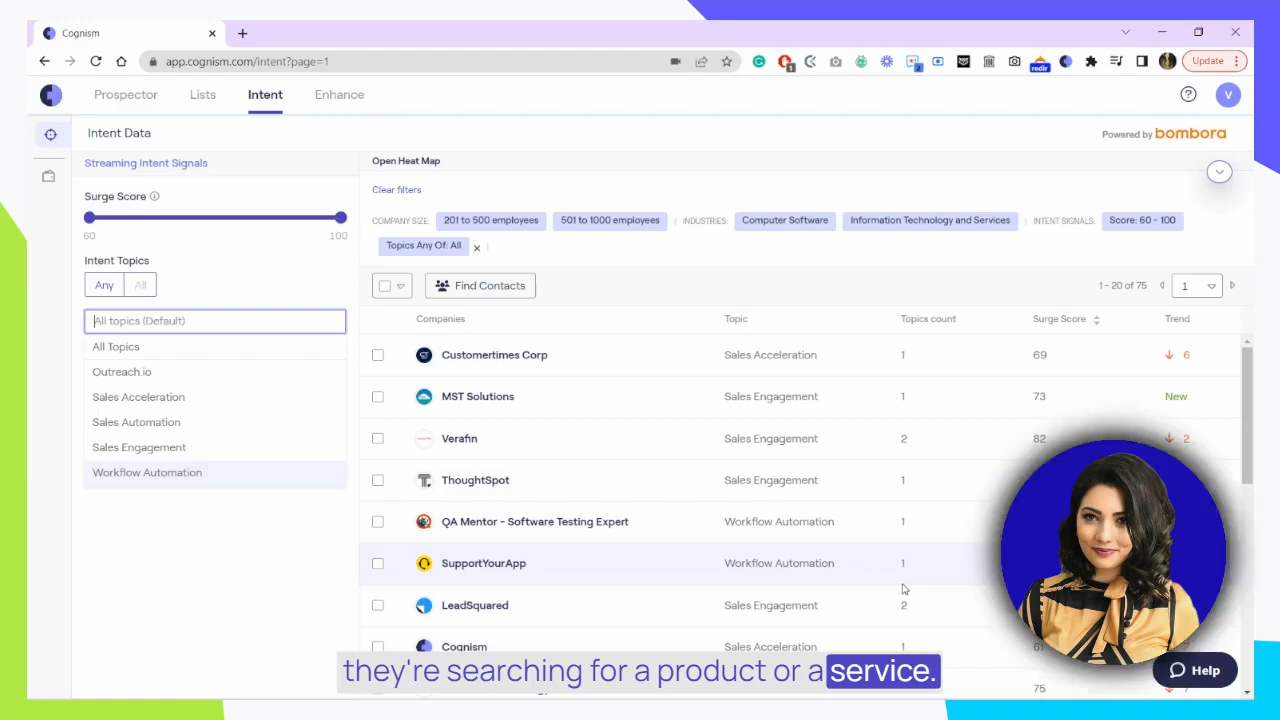 Cognism
app.cognism.com/intent?page=1
1
2
redir
Update
Prospector Lists Intent Enhance
V
Intent Data
Powered by bombora
Streaming Intent Signals
Open Heat Map
Surge Score
Clear filters
60 100
COMPANY SIZE: 201 to 500 employees 501 to 1000 employees INDUSTRIES: Computer Software Information Technology and Services INTENT SIGNALS: Score: 60 - 100
Topics Any Of: All
Intent Topics
Any All
Find Contacts
1 - 20 of 75 1
All topics (Default)
All Topics
Outreach.io
Sales Acceleration
Sales Automation
Sales Engagement
Workflow Automation
Companies Topic Topics count Surge Score Trend
Customertimes Corp Sales Acceleration 1 69 6
MST Solutions Sales Engagement 1 73 New
Verafin Sales Engagement 2 82 2
ThoughtSpot Sales Engagement 1
QA Mentor - Software Testing Expert Workflow Automation 1
SupportYourApp Workflow Automation 1
LeadSquared Sales Engagement 2
Cognism Sales Acceleration 1 61
75
they're searching for a product or a service.
Help